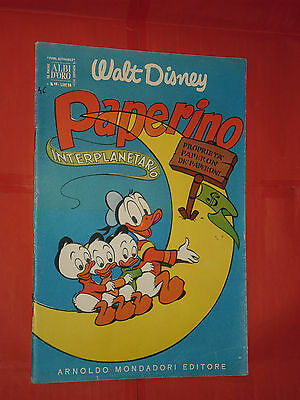 ALBI D'ORO
Walt Disney
Paperino
INTERPLANETARIO
PROPRIETÀ
PAPERON
DE' PAPERONI
$
ARNOLDO MONDADORI EDITORE